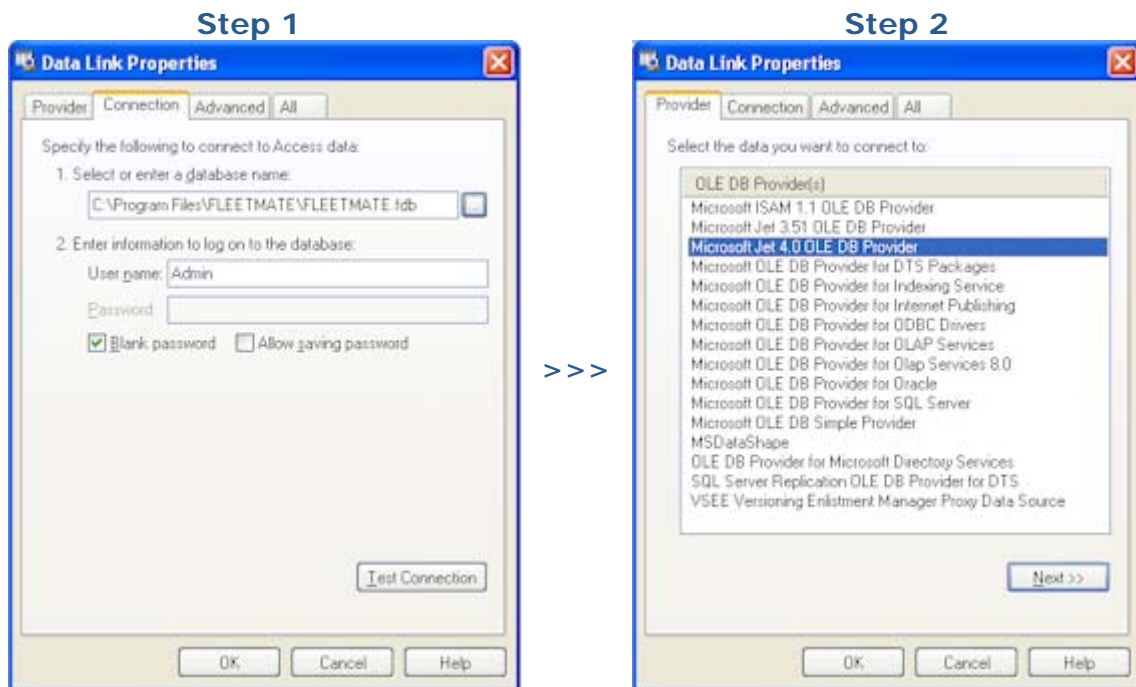 Step 1
Data Link Properties
Provider Connection Advanced All
Specify the following to connect to Access data:
1. Select or enter a database name:
C:\Program Files\FLEETMATE\FLEETMATE.fdb ...
2. Enter information to log on to the database:
User name: Admin
Password
Blank password Allow saving password
Test Connection
OK Cancel Help
>>>
Step 2
Data Link Properties
Provider Connection Advanced All
Select the data you want to connect to:
OLE DB Provider(s)
Microsoft ISAM 1.1 OLE DB Provider
Microsoft Jet 3.51 OLE DB Provider
Microsoft Jet 4.0 OLE DB Provider
Microsoft OLE DB Provider for DTS Packages
Microsoft OLE DB Provider for Indexing Service
Microsoft OLE DB Provider for Internet Publishing
Microsoft OLE DB Provider for ODBC Drivers
Microsoft OLE DB Provider for OLAP Services
Microsoft OLE DB Provider for Olap Services 8.0
Microsoft OLE DB Provider for Oracle
Microsoft OLE DB Provider for SQL Server
Microsoft OLE DB Simple Provider
MSDataShape
OLE DB Provider for Microsoft Directory Services
SQL Server Replication OLE DB Provider for DTS
VSEE Versioning Enlistment Manager Proxy Data Source
Next >>
OK Cancel Help